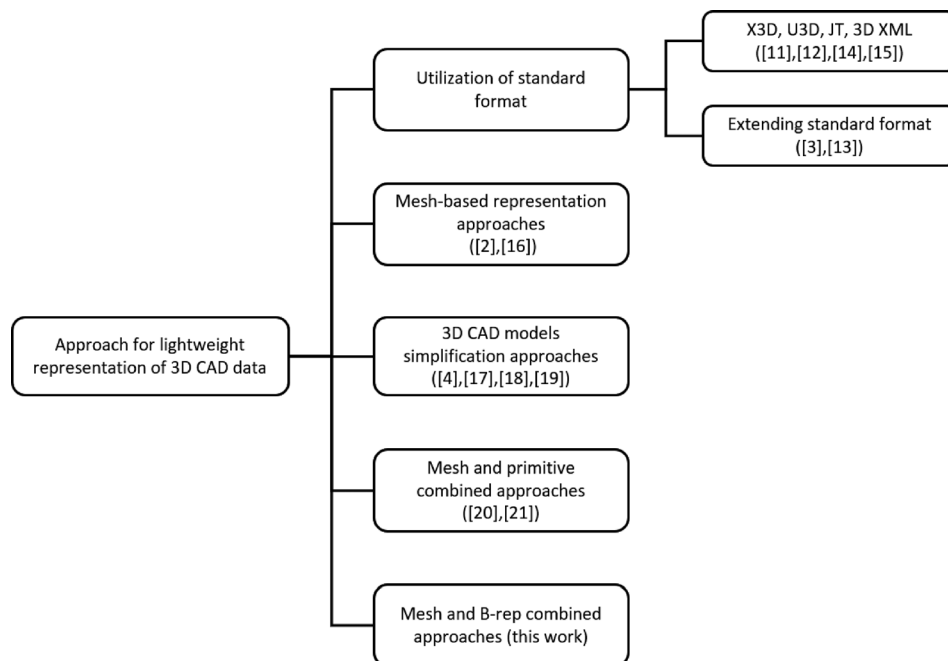 X3D, U3D, JT, 3D XML
([11],[12],[14],[15])
Utilization of standard
format
Extending standard format
([3],[13])
Mesh-based representation
approaches
([2],[16])
Approach for lightweight
representation of 3D CAD data
3D CAD models
simplification approaches
([4],[17],[18],[19])
Mesh and primitive
combined approaches
([20],[21])
Mesh and B-rep combined
approaches (this work)